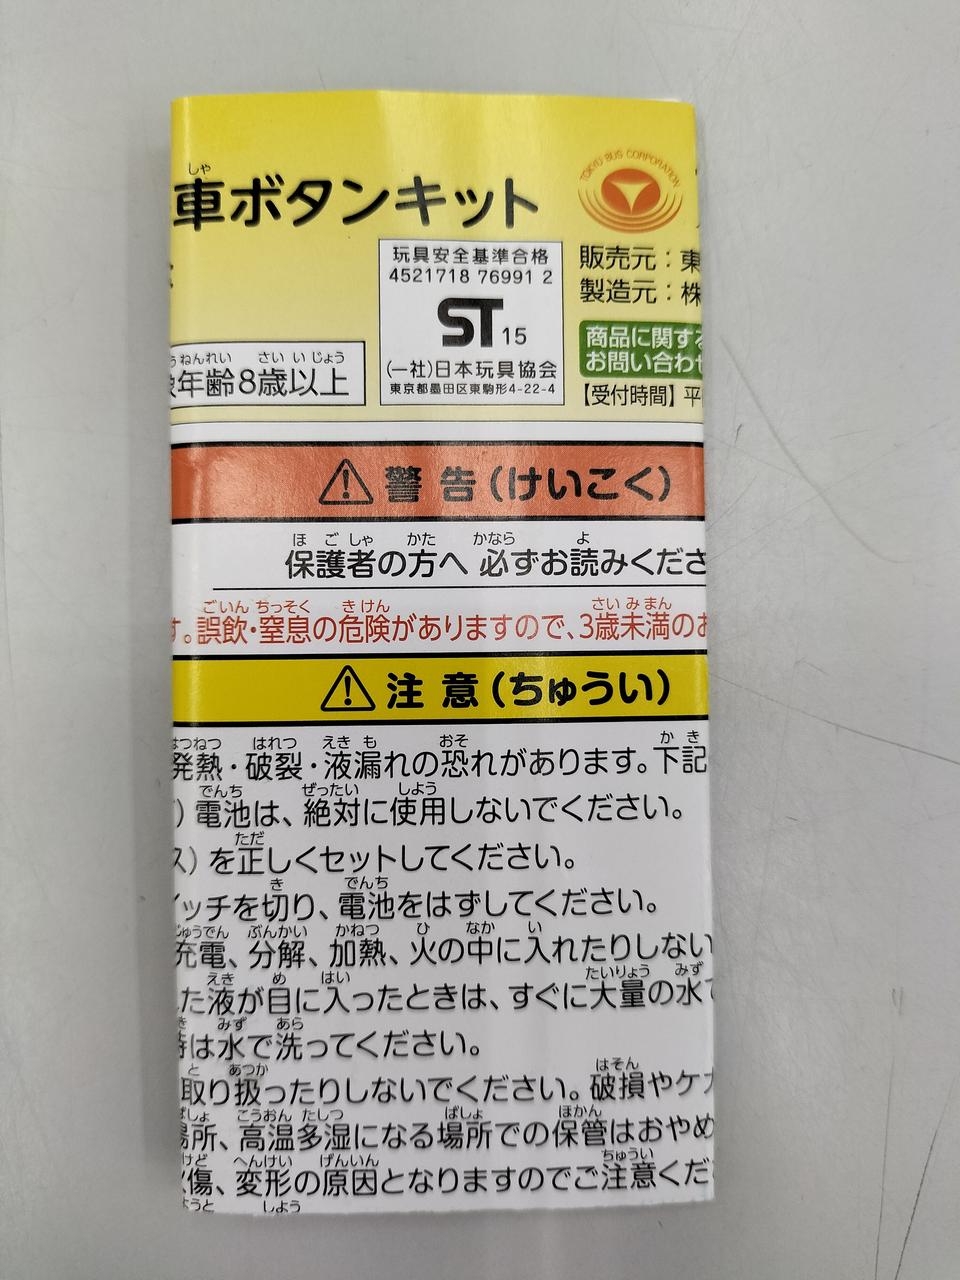 しゃ
車ボタンキット
TOKYU BUS CORPORATION
玩具安全基準合格
4521718 76991 2
ST 15
(一社)日本玩具協会
東京都墨田区東駒形4-22-4
販売元：東
製造元：株
商品に関する
お問い合わせ
【受付時間】平
ねんれい さい いじょう
年齢8歳以上
警告(けいこく)
ほごしゃ かた かなら よ
保護者の方へ 必ずお読みくださ
ごいん ちっそく きけん さいみまん
す。誤飲・窒息の危険がありますので、3歳未満のお
注意(ちゅうい)
はつねつ はれつ えきも おそ かき
発熱・破裂・液漏れの恐れがあります。下記
でんち ぜったい しよう
)電池は、絶対に使用しないでください。
ただ
ス)を正しくセットしてください。
き でんち
イッチを切り、電池をはずしてください。
じゅうでん ぶんかい かねつ ひ なか い
充電、分解、加熱、火の中に入れたりしない
えき め はい たいりょう みず
た液が目に入ったときは、すぐに大量の水で
みず あら
時は水で洗ってください。
と あつか はそん
取り扱ったりしないでください。破損やケガ
ばしょ こうおん たしつ ばしょ ほかん
場所、高温多湿になる場所での保管はおやめ
けど へんけい げんいん ちゅうい
傷、変形の原因となりますのでご注意くだ
しよう